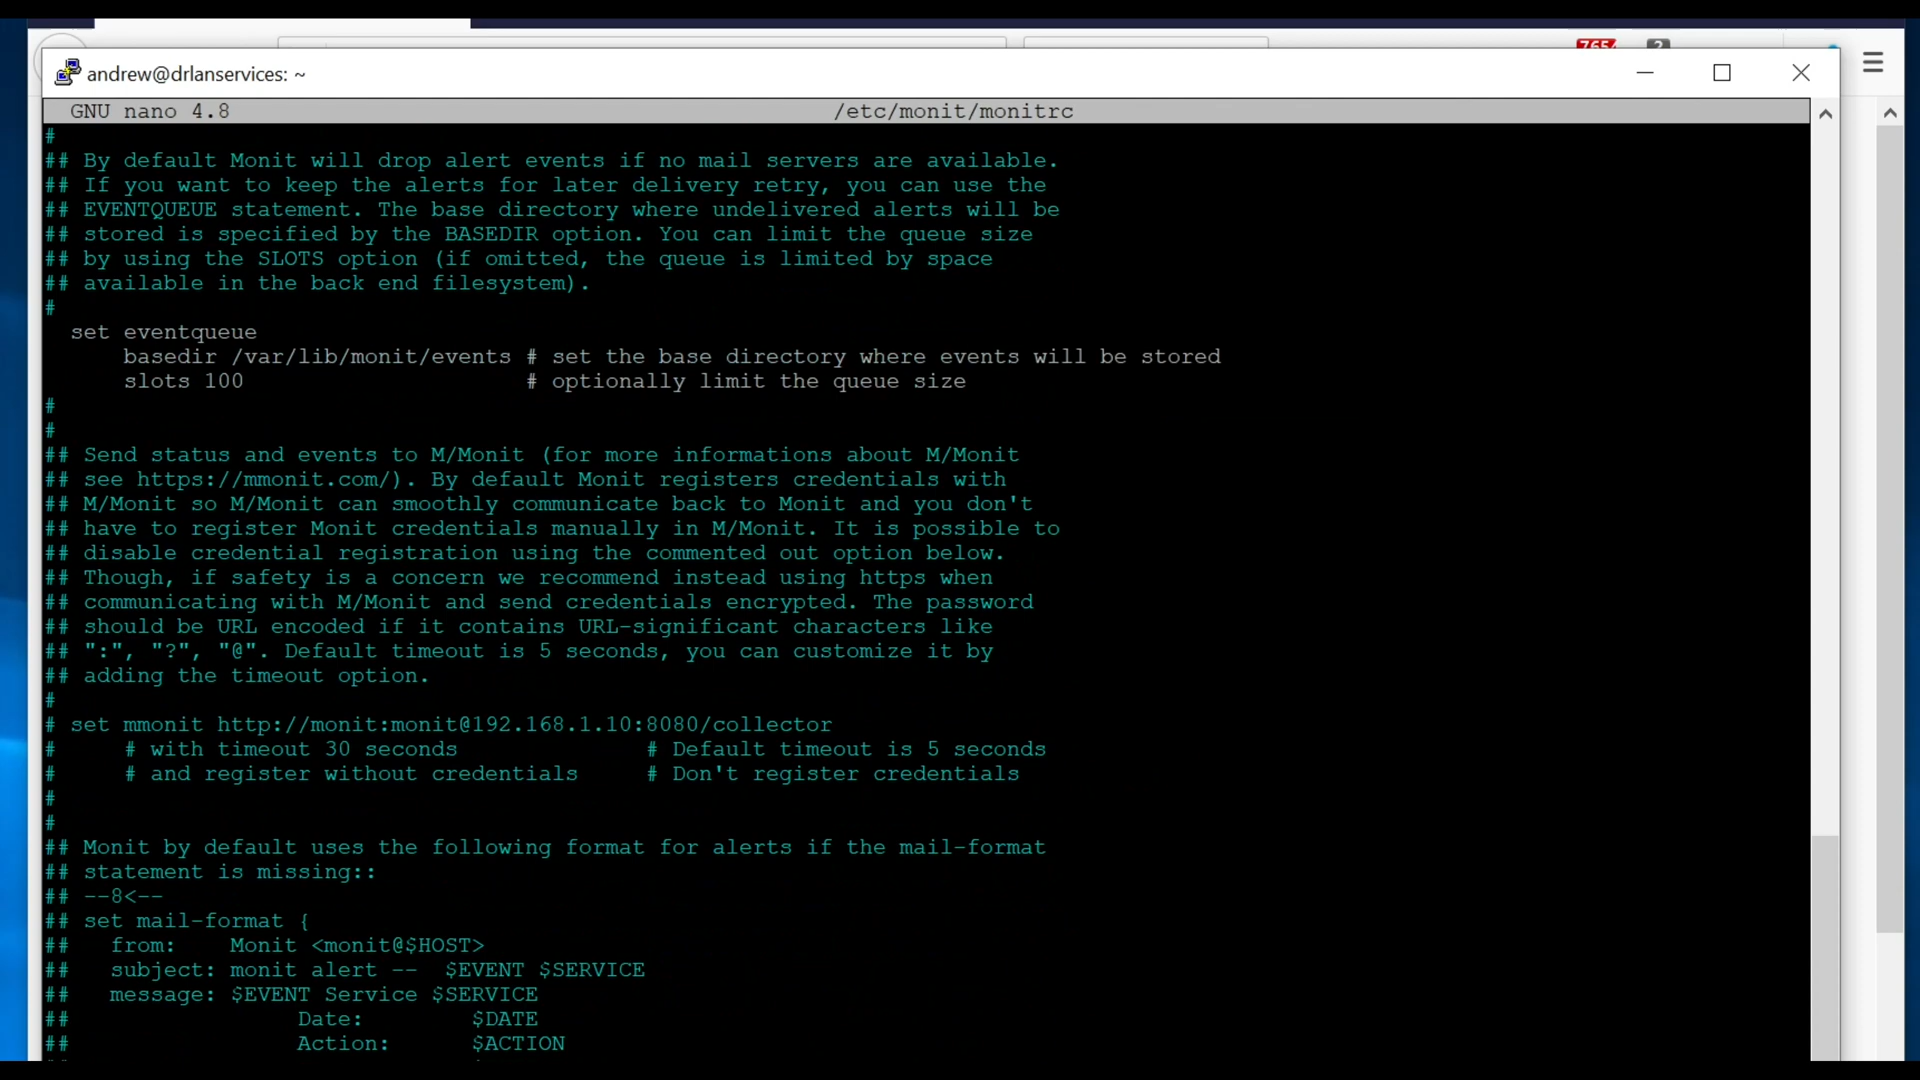 7654 2
andrew@drlanservices: ~
GNU nano 4.8 /etc/monit/monitrc
#
## By default Monit will drop alert events if no mail servers are available.
## If you want to keep the alerts for later delivery retry, you can use the
## EVENTQUEUE statement. The base directory where undelivered alerts will be
## stored is specified by the BASEDIR option. You can limit the queue size
## by using the SLOTS option (if omitted, the queue is limited by space
## available in the back end filesystem).
#
set eventqueue
basedir /var/lib/monit/events # set the base directory where events will be stored
slots 100 # optionally limit the queue size
#
#
## Send status and events to M/Monit (for more informations about M/Monit
## see https://mmonit.com/). By default Monit registers credentials with
## M/Monit so M/Monit can smoothly communicate back to Monit and you don't
## have to register Monit credentials manually in M/Monit. It is possible to
## disable credential registration using the commented out option below.
## Though, if safety is a concern we recommend instead using https when
## communicating with M/Monit and send credentials encrypted. The password
## should be URL encoded if it contains URL-significant characters like
## ":", "?", "@". Default timeout is 5 seconds, you can customize it by
## adding the timeout option.
#
# set mmonit http://monit:monit@192.168.1.10:8080/collector
# # with timeout 30 seconds # Default timeout is 5 seconds
# # and register without credentials # Don't register credentials
#
#
## Monit by default uses the following format for alerts if the mail-format
## statement is missing::
## --8<--
## set mail-format {
## from: Monit <monit@$HOST>
## subject: monit alert -- $EVENT $SERVICE
## message: $EVENT Service $SERVICE
## Date: $DATE
## Action: $ACTION